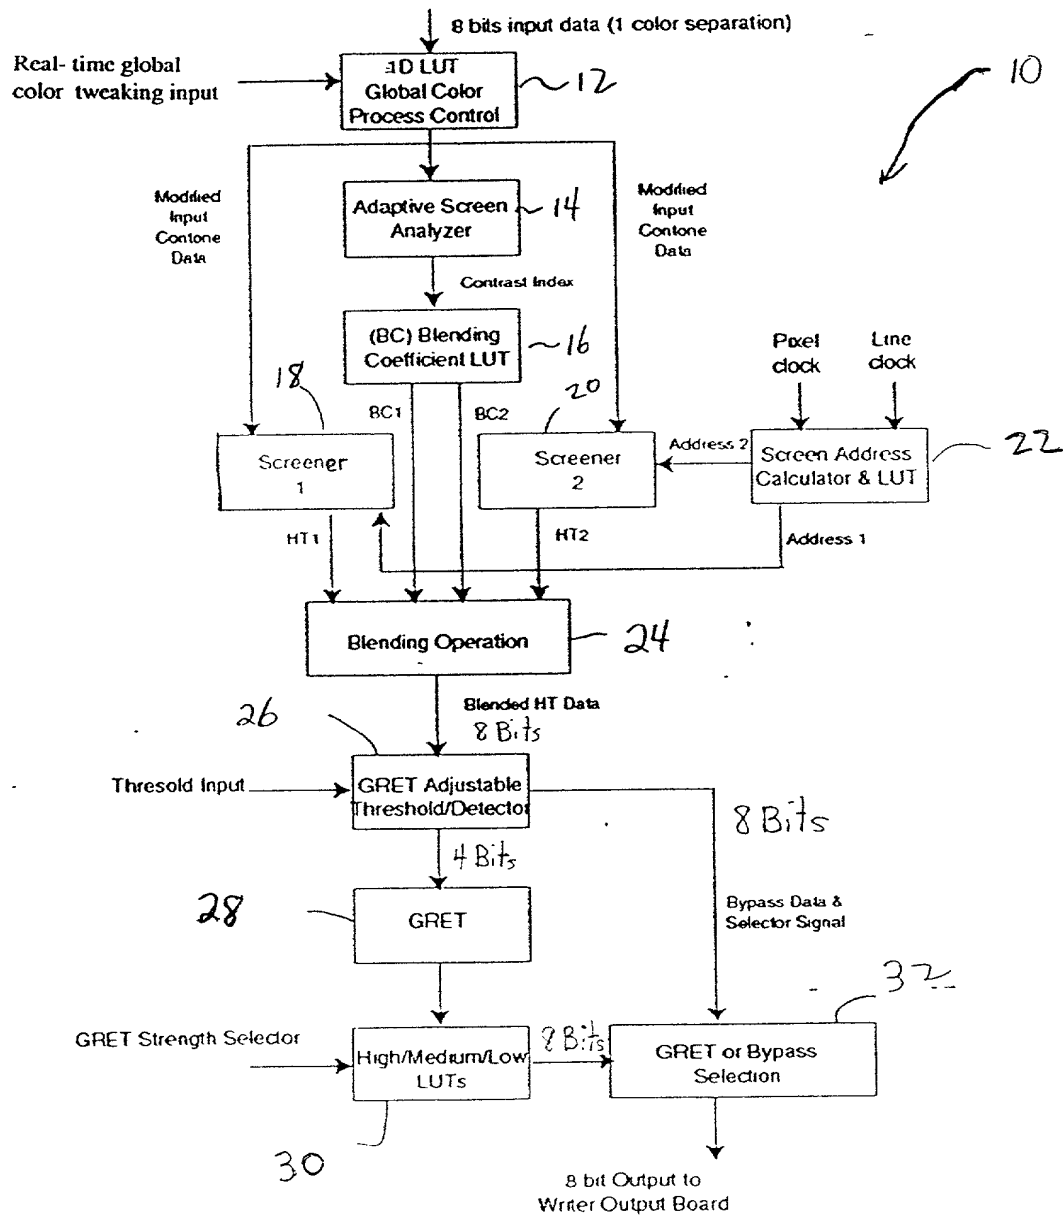 8 bits input data (1 color separation)
Real- time global
color tweaking input
1D LUT
Global Color
Process Control
12
10
Modified
Input
Contone
Data
Adaptive Screen
Analyzer
14
Modified
Input
Contone
Data
Contrast Index
(BC) Blending
Coefficient LUT
16
Pixel
clock
Line
clock
18
BC1
BC2
20
Screener
1
Screener
2
Address 2
Screen Address
Calculator & LUT
22
HT1
HT2
Address 1
Blending Operation
24
Blended HT Data
8 Bits
26
Thresold Input
GRET Adjustable
Threshold/Detector
8 Bits
4 Bits
28
GRET
Bypass Data &
Selector Signal
32
GRET Strength Selector
High/Medium/Low
LUTs
8 Bits
GRET or Bypass
Selection
30
8 bit Output to
Writer Output Board